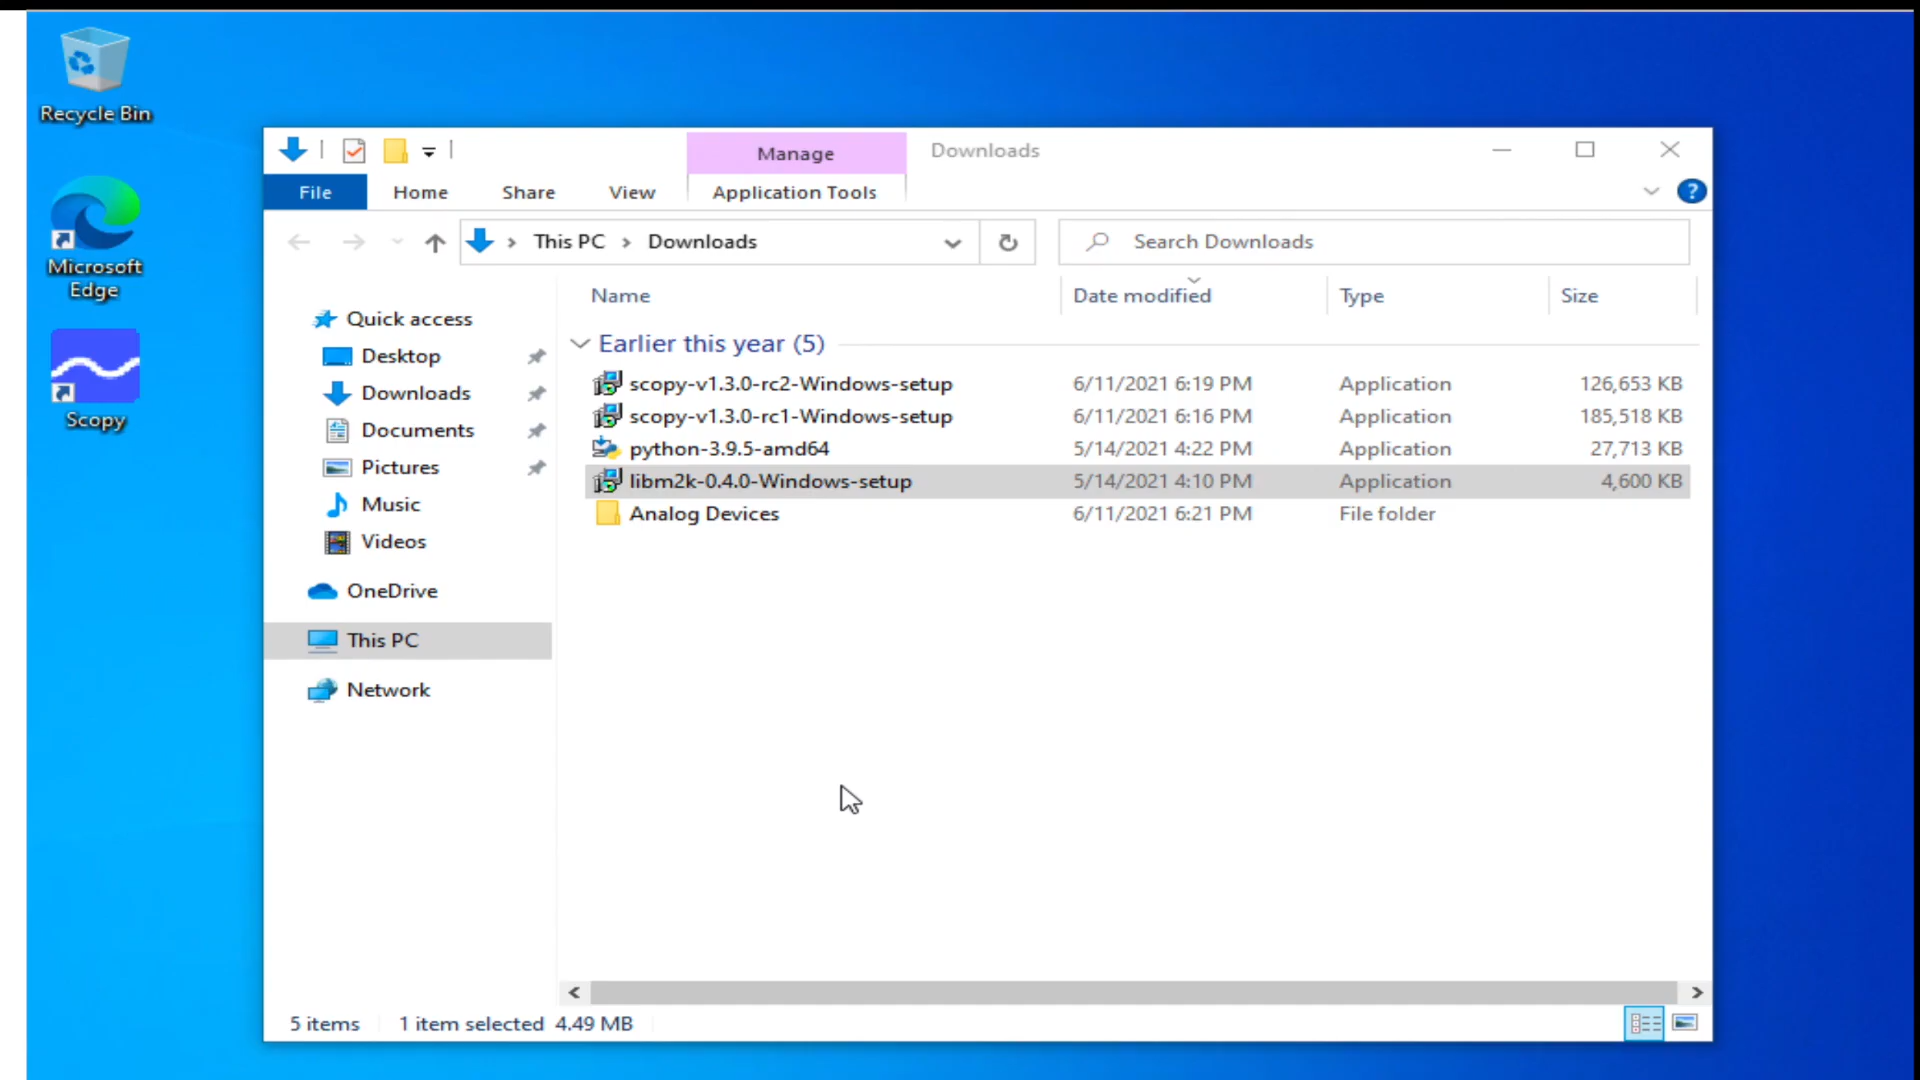 Recycle Bin
Microsoft
Edge
Scopy
Manage
Downloads
File
Home
Share
View
Application Tools
?
This PC
Downloads
Search Downloads
Quick access
Desktop
Downloads
Documents
Pictures
Music
Videos
OneDrive
This PC
Network
Name
Date modified
Type
Size
Earlier this year (5)
scopy-v1.3.0-rc2-Windows-setup 6/11/2021 6:19 PM Application 126,653 KB
scopy-v1.3.0-rc1-Windows-setup 6/11/2021 6:16 PM Application 185,518 KB
python-3.9.5-amd64 5/14/2021 4:22 PM Application 27,713 KB
libm2k-0.4.0-Windows-setup 5/14/2021 4:10 PM Application 4,600 KB
Analog Devices 6/11/2021 6:21 PM File folder
5 items
1 item selected 4.49 MB